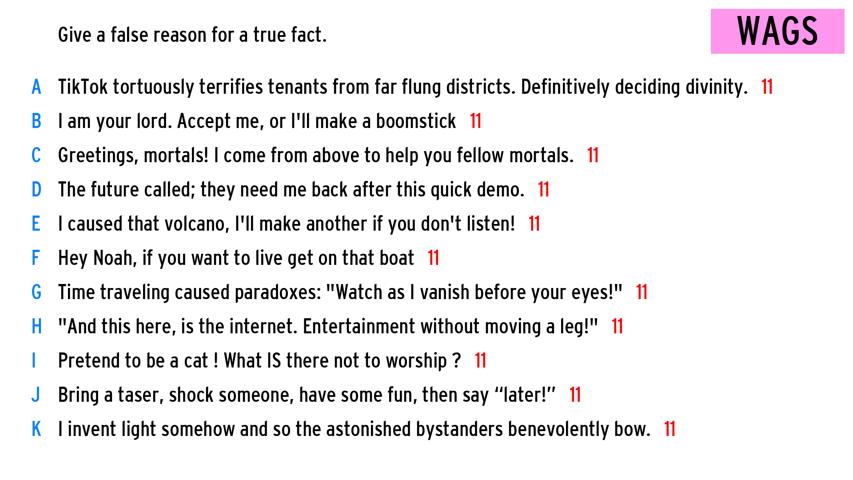 Give a false reason for a true fact.
WAGS
A TikTok tortuously terrifies tenants from far flung districts. Definitively deciding divinity. 11
B I am your lord. Accept me, or I'll make a boomstick 11
C Greetings, mortals! I come from above to help you fellow mortals. 11
D The future called; they need me back after this quick demo. 11
E I caused that volcano, I'll make another if you don't listen! 11
F Hey Noah, if you want to live get on that boat 11
G Time traveling caused paradoxes: "Watch as I vanish before your eyes!" 11
H "And this here, is the internet. Entertainment without moving a leg!" 11
I Pretend to be a cat ! What IS there not to worship ? 11
J Bring a taser, shock someone, have some fun, then say “later!” 11
K I invent light somehow and so the astonished bystanders benevolently bow. 11